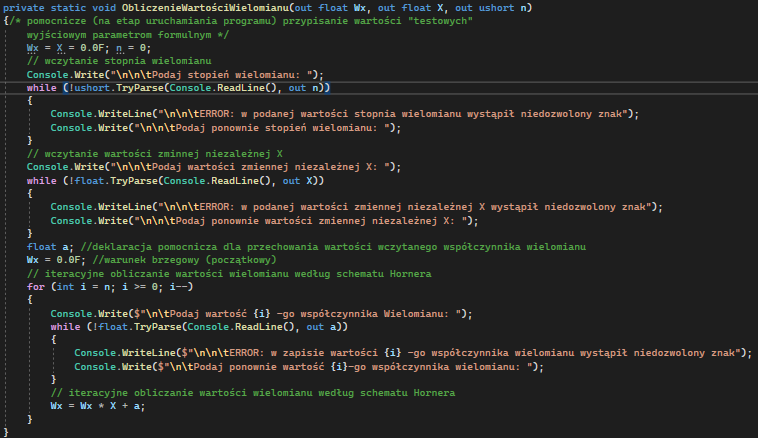 private static void ObliczenieWartościWielomianu(out float Wx, out float X, out ushort n)
{/* pomocnicze (na etap uruchamiania programu) przypisanie wartości "testowych"
wyjściowym parametrom formulnym */
Wx = X = 0.0F; n = 0;
// wczytanie stopnia wielomianu
Console.Write("\n\n\tPodaj stopień wielomianu: ");
while (!ushort.TryParse(Console.ReadLine(), out n))
{
Console.WriteLine("\n\n\tERROR: w podanej wartości stopnia wielomianu wystąpił niedozwolony znak");
Console.Write("\n\n\tPodaj ponownie stopień wielomianu: ");
}
// wczytanie wartości zminnej niezależnej X
Console.Write("\n\n\tPodaj wartości zmiennej niezależnej X: ");
while (!float.TryParse(Console.ReadLine(), out X))
{
Console.WriteLine("\n\n\tERROR: w podanej wartości zmiennej niezależnej X wystąpił niedozwolony znak");
Console.Write("\n\n\tPodaj ponownie wartości zmiennej niezależnej X: ");
}
float a; //deklaracja pomocnicza dla przechowania wartości wczytanego współczynnika wielomianu
Wx = 0.0F; //warunek brzegowy (początkowy)
// iteracyjne obliczanie wartości wielomianu według schematu Hornera
for (int i = n; i >= 0; i--)
{
Console.Write($"\n\tPodaj wartość {i} -go współczynnika Wielomianu: ");
while (!float.TryParse(Console.ReadLine(), out a))
{
Console.WriteLine($"\n\n\tERROR: w zapisie wartości {i} -go współczynnika wielomianu wystąpił niedozwolony znak");
Console.Write($"\n\tPodaj ponownie wartość {i}-go współczynnika wielomianu: ");
}
// iteracyjne obliczanie wartości wielomianu według schematu Hornera
Wx = Wx * X + a;
}
}